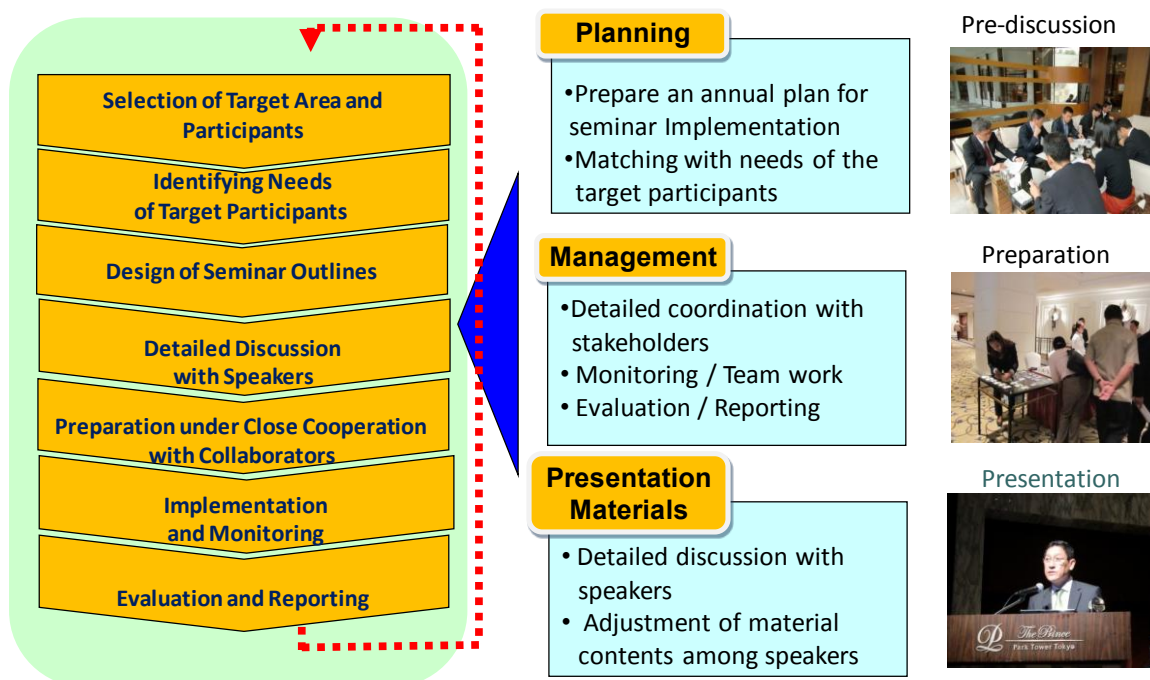 Selection of Target Area and
Participants
Identifying Needs
of Target Participants
Design of Seminar Outlines
Detailed Discussion
with Speakers
Preparation under Close Cooperation
with Collaborators
Implementation
and Monitoring
Evaluation and Reporting
Planning
•Prepare an annual plan for
seminar Implementation
•Matching with needs of the
target participants
Management
•Detailed coordination with
stakeholders
• Monitoring / Team work
• Evaluation / Reporting
Presentation
Materials
• Detailed discussion with
speakers
• Adjustment of material
contents among speakers
Pre-discussion
Preparation
Presentation
The Prince
Park Tower Tokyo